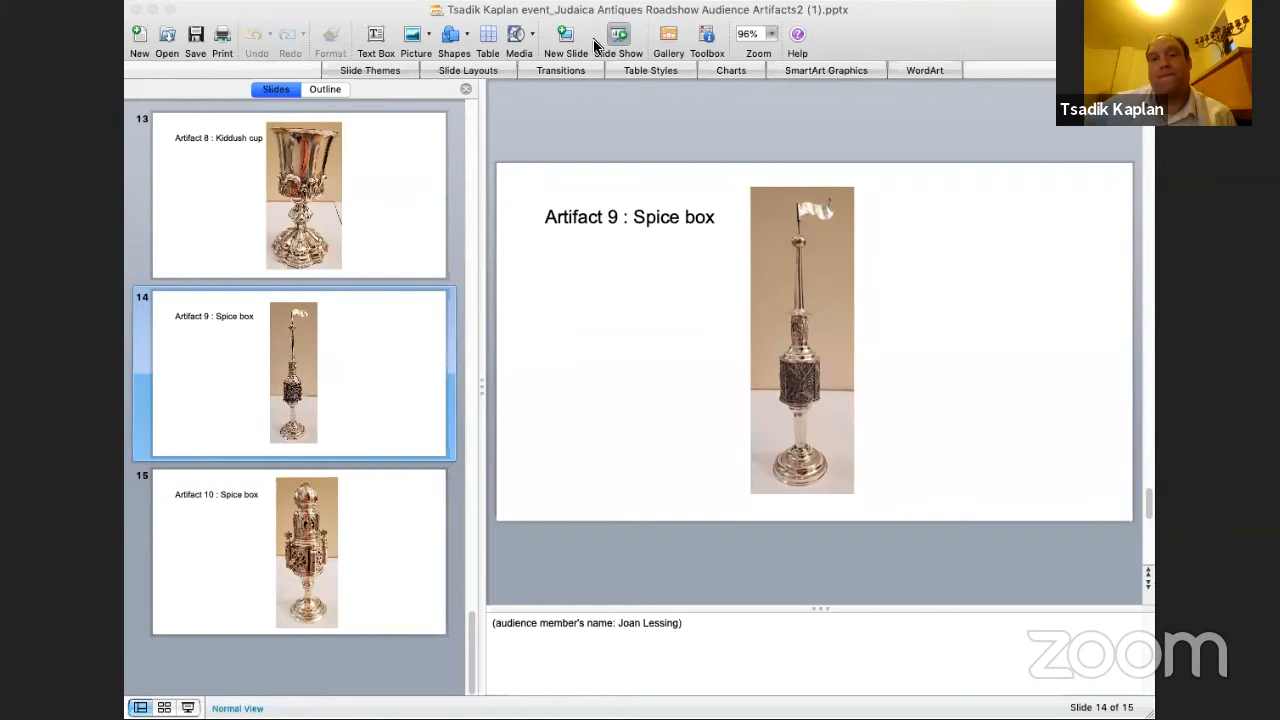 Tsadik Kaplan event_Judaica Antiques Roadshow Audience Artifacts2 (1).pptx
New Open Save Print Undo Redo Format Text Box Picture Shapes Table Media New Slide Slide Show Gallery Toolbox Zoom Help
96%
Slide Themes Slide Layouts Transitions Table Styles Charts SmartArt Graphics WordArt
Tsadik Kaplan
Slides Outline
13
Artifact 8 : Kiddush cup
14
Artifact 9 : Spice box
15
Artifact 10 : Spice box
Artifact 9 : Spice box
(audience member's name: Joan Lessing)
zoom
Normal View
Slide 14 of 15